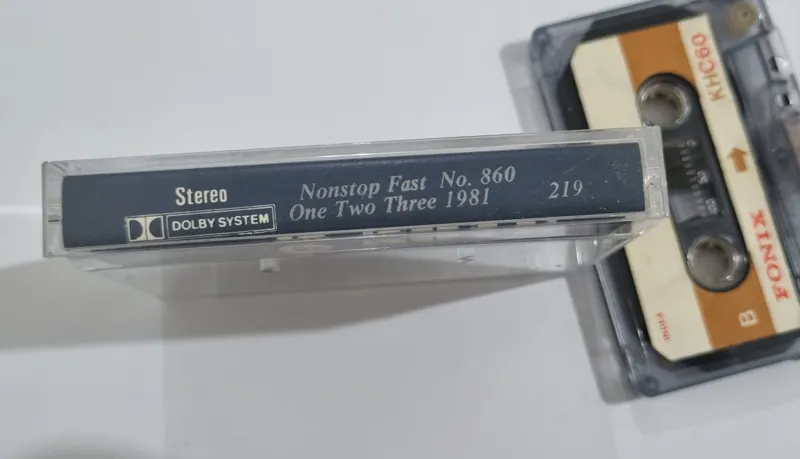 Stereo
DOLBY SYSTEM
Nonstop Fast No. 860
One Two Three 1981
219
KHC60
FONIX
B